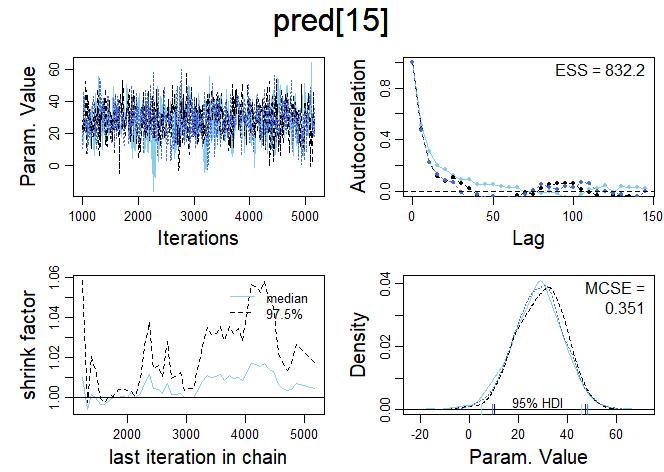 pred[15]
Param. Value
0 20 40 60
1000 2000 3000 4000 5000
Iterations
Autocorrelation
0.0 0.4 0.8
ESS = 832.2
0 50 100 150
Lag
shrink factor
1.00 1.02 1.04 1.06
median
97.5%
2000 3000 4000 5000
last iteration in chain
Density
0.00 0.02 0.04
MCSE =
0.351
95% HDI
-20 0 20 40 60
Param. Value